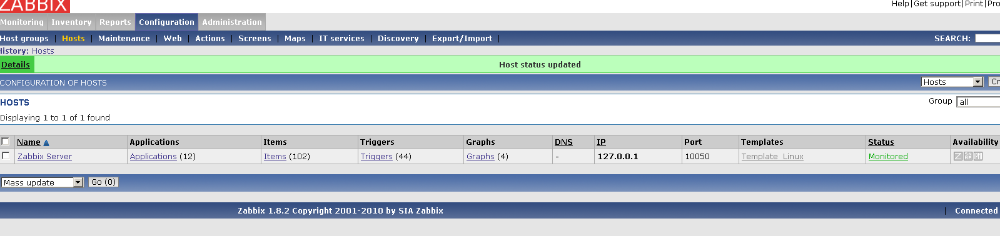 ZABBIX
Help|Get support|Print|Pro
Monitoring Inventory Reports Configuration Administration
Host groups | Hosts | Maintenance | Web | Actions | Screens | Maps | IT services | Discovery | Export/Import |
SEARCH:
History: Hosts
Details Host status updated
CONFIGURATION OF HOSTS Hosts Cr
HOSTS Group all
Displaying 1 to 1 of 1 found
Name Applications Items Triggers Graphs DNS IP Port Templates Status Availability
Zabbix Server Applications (12) Items (102) Triggers (44) Graphs (4) - 127.0.0.1 10050 Template_Linux Monitored
Mass update Go (0)
Zabbix 1.8.2 Copyright 2001-2010 by SIA Zabbix | Connected